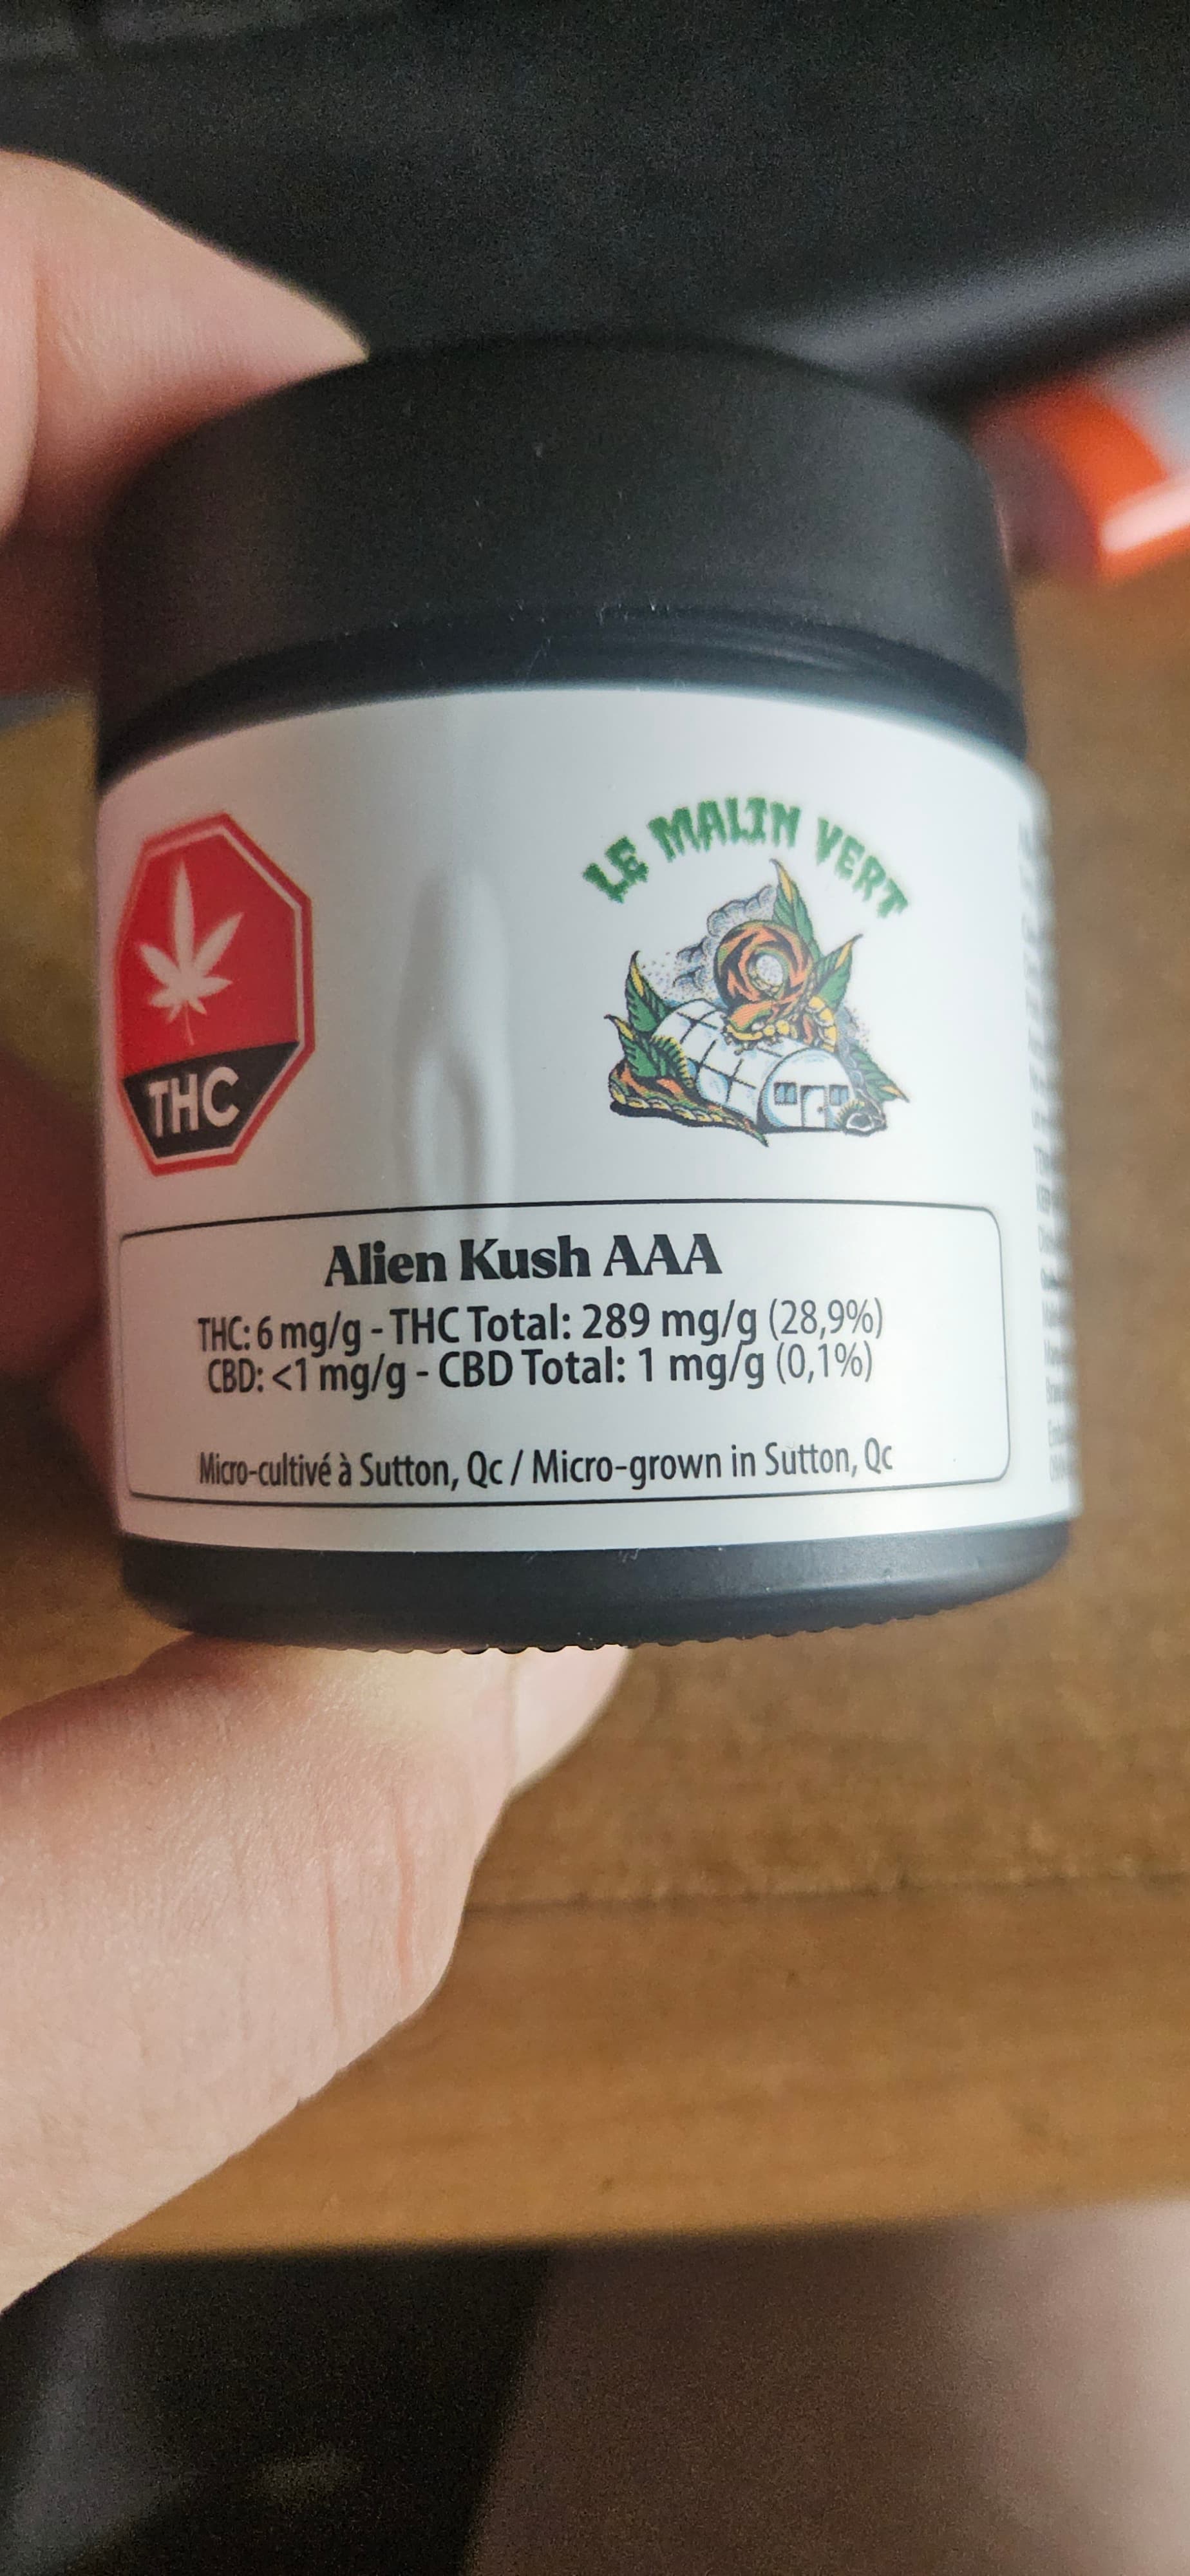 LE MALIN VERT
THC
Alien Kush AAA
THC: 6 mg/g - THC Total: 289 mg/g (28,9%)
CBD: <1 mg/g - CBD Total: 1 mg/g (0,1%)
Micro-cultivé à Sutton, Qc / Micro-grown in Sutton, Qc